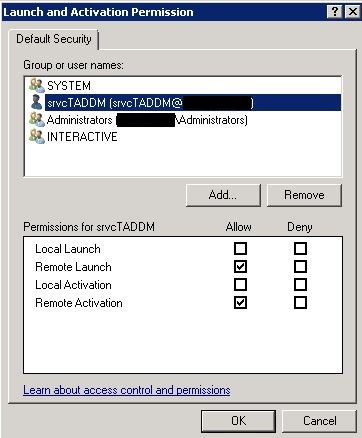 Launch and Activation Permission
Default Security
Group or user names:
SYSTEM
srvcTADDM (srvcTADDM@ )
Administrators ( \Administrators)
INTERACTIVE
Add... Remove
Permissions for srvcTADDM Allow Deny
Local Launch
Remote Launch
Local Activation
Remote Activation
Learn about access control and permissions
OK Cancel